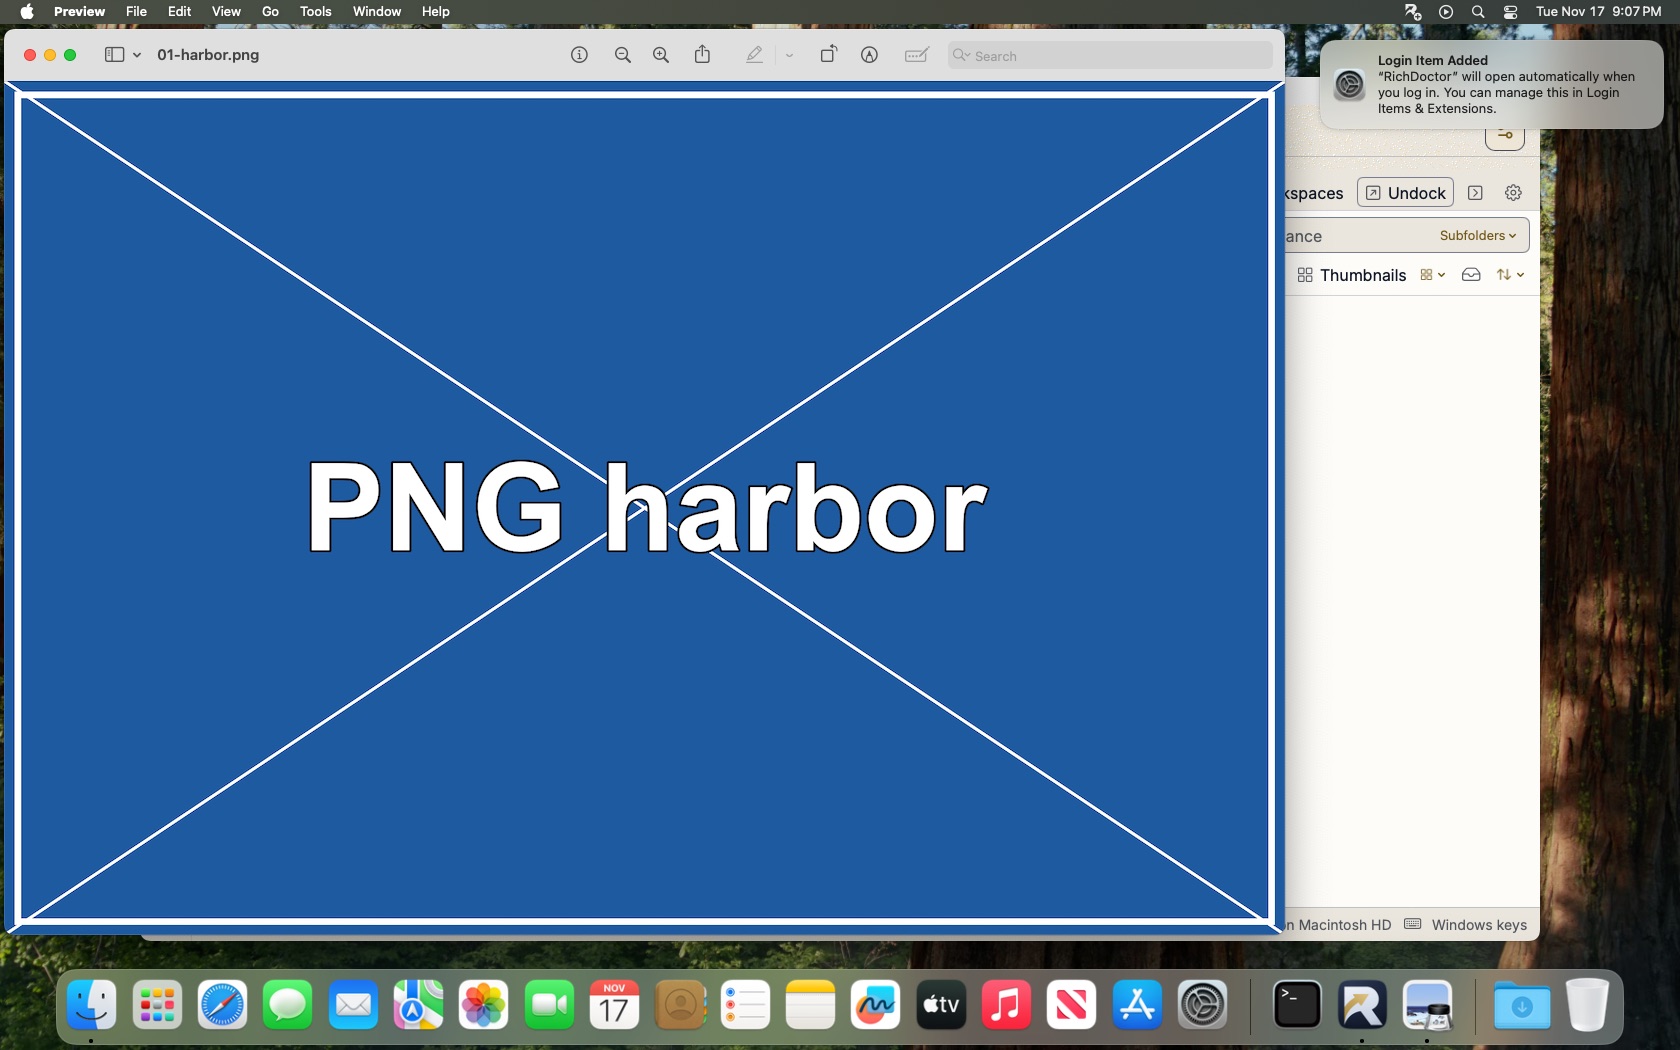 Preview File Edit View Go Tools Window Help
Tue Nov 17 9:07 PM
01-harbor.png
Search
Login Item Added
“RichDoctor” will open automatically when
you log in. You can manage this in Login
Items & Extensions.
kspaces Undock
ance Subfolders
Thumbnails
PNG harbor
n Macintosh HD Windows keys
NOV
17
tv